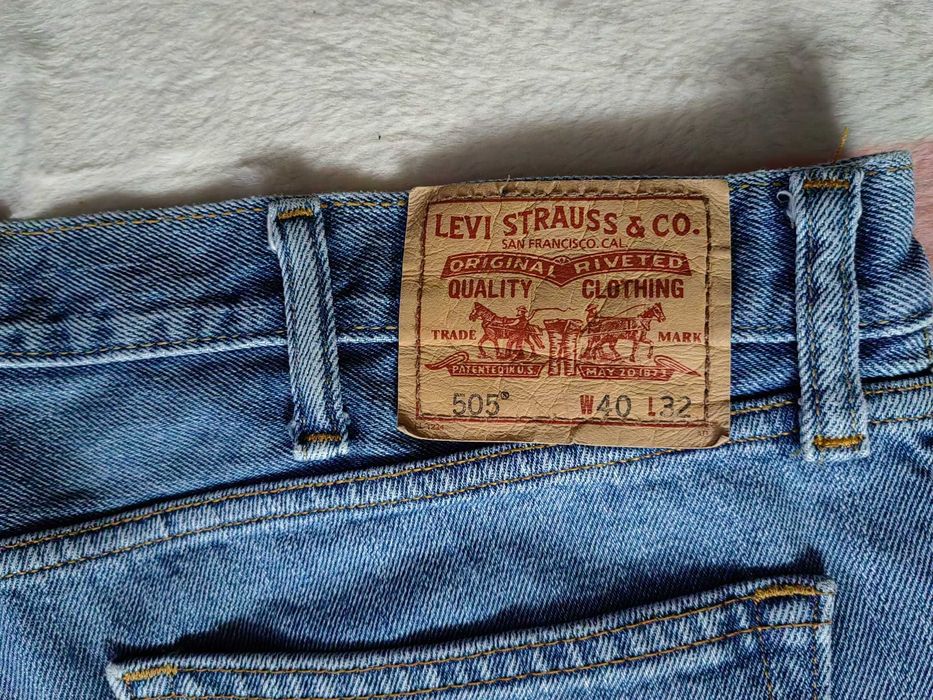 LEVI STRAUSS & CO.
SAN FRANCISCO. CAL.
ORIGINAL RIVETED
QUALITY CLOTHING
TRADE MARK
PATENTED IN U.S. MAY 20 1873
505® W40 L32